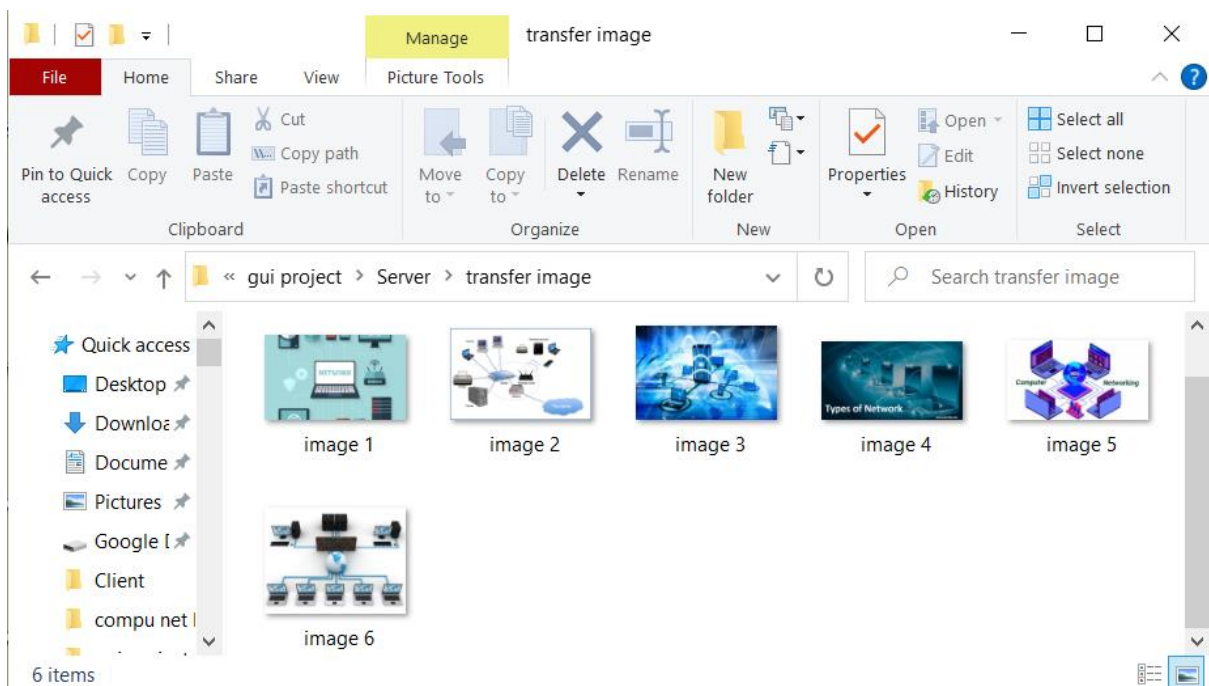 Manage
transfer image
File
Home
Share
View
Picture Tools
Pin to Quick access
Copy
Paste
Cut
Copy path
Paste shortcut
Clipboard
Move to
Copy to
Delete
Rename
Organize
New folder
New
Properties
Open
Edit
History
Open
Select all
Select none
Invert selection
Select
« gui project > Server > transfer image
Search transfer image
Quick access
Desktop
Downloa
Docume
Pictures
Google
Client
compu net
NETWORK
Types of Network
Computer
Networking
image 1
image 2
image 3
image 4
image 5
image 6
6 items